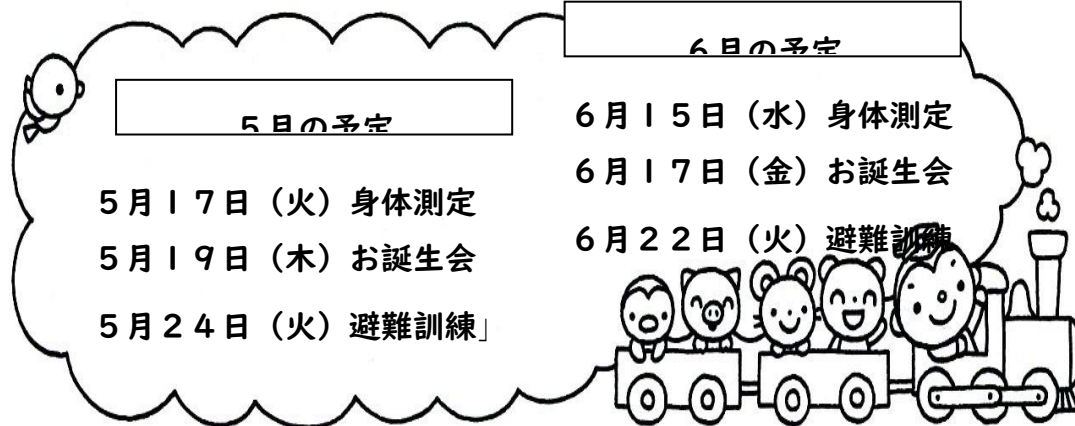 5月の予定
5月17日（火）身体測定
5月19日（木）お誕生会
5月24日（火）避難訓練」
6月の予定
6月15日（水）身体測定
6月17日（金）お誕生会
6月22日（火）避難訓練